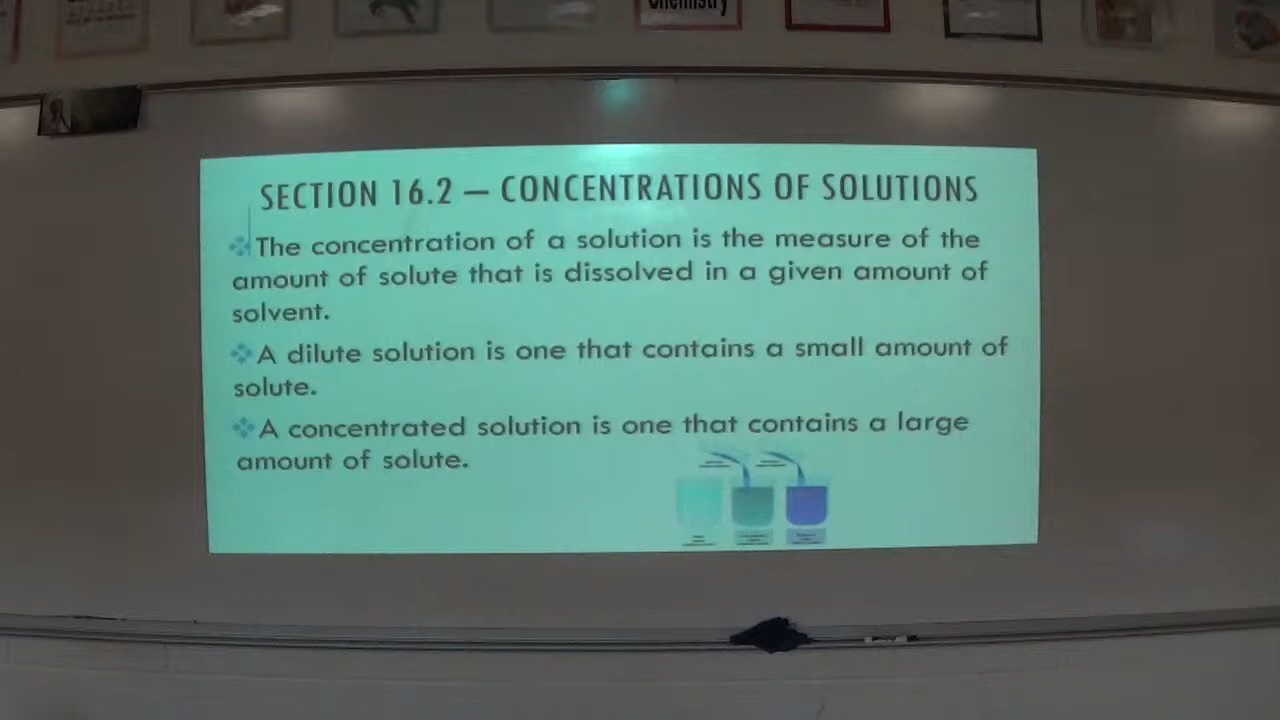 Chemistry
SECTION 16.2 – CONCENTRATIONS OF SOLUTIONS
The concentration of a solution is the measure of the
amount of solute that is dissolved in a given amount of
solvent.
A dilute solution is one that contains a small amount of
solute.
A concentrated solution is one that contains a large
amount of solute.